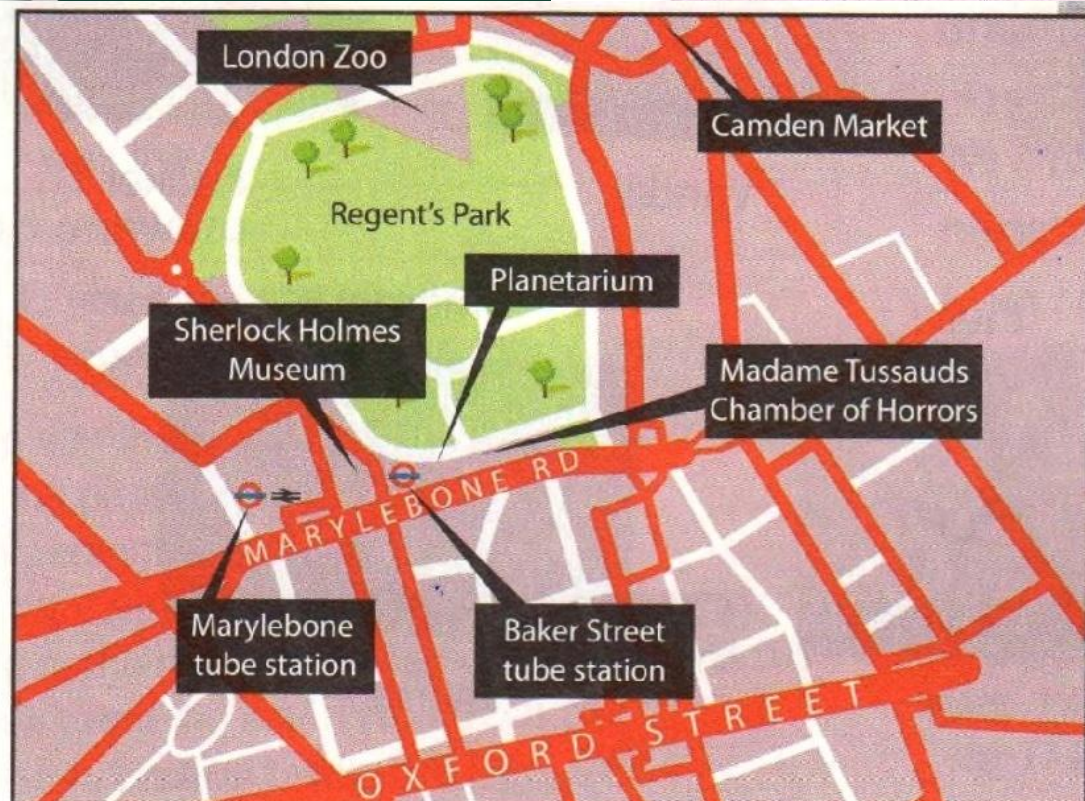 London Zoo
Camden Market
Regent's Park
Planetarium
Sherlock Holmes
Museum
Madame Tussauds
Chamber of Horrors
MARYLEBONE RD
Marylebone
tube station
Baker Street
tube station
OXFORD STREET